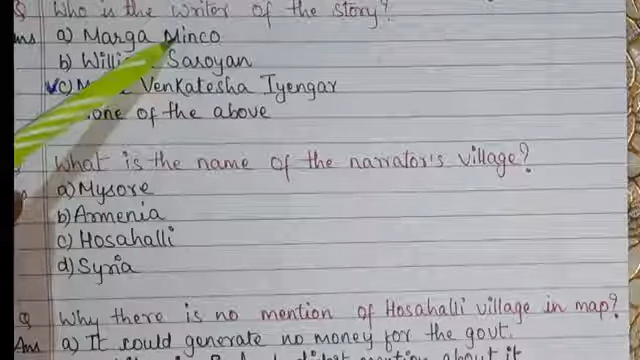 Q Who is the writer of the story?
Ans a) Marga Minco
b) Saroyan
c) Venkatesha Iyengar
of the above
What is the name of the narrator's village?
a) Mysore
b) Armenia
c) Hosahalli
d) Syria
Q Why there is no mention of Hosahalli village in map?
Ans a) It could generate no money for the govt.